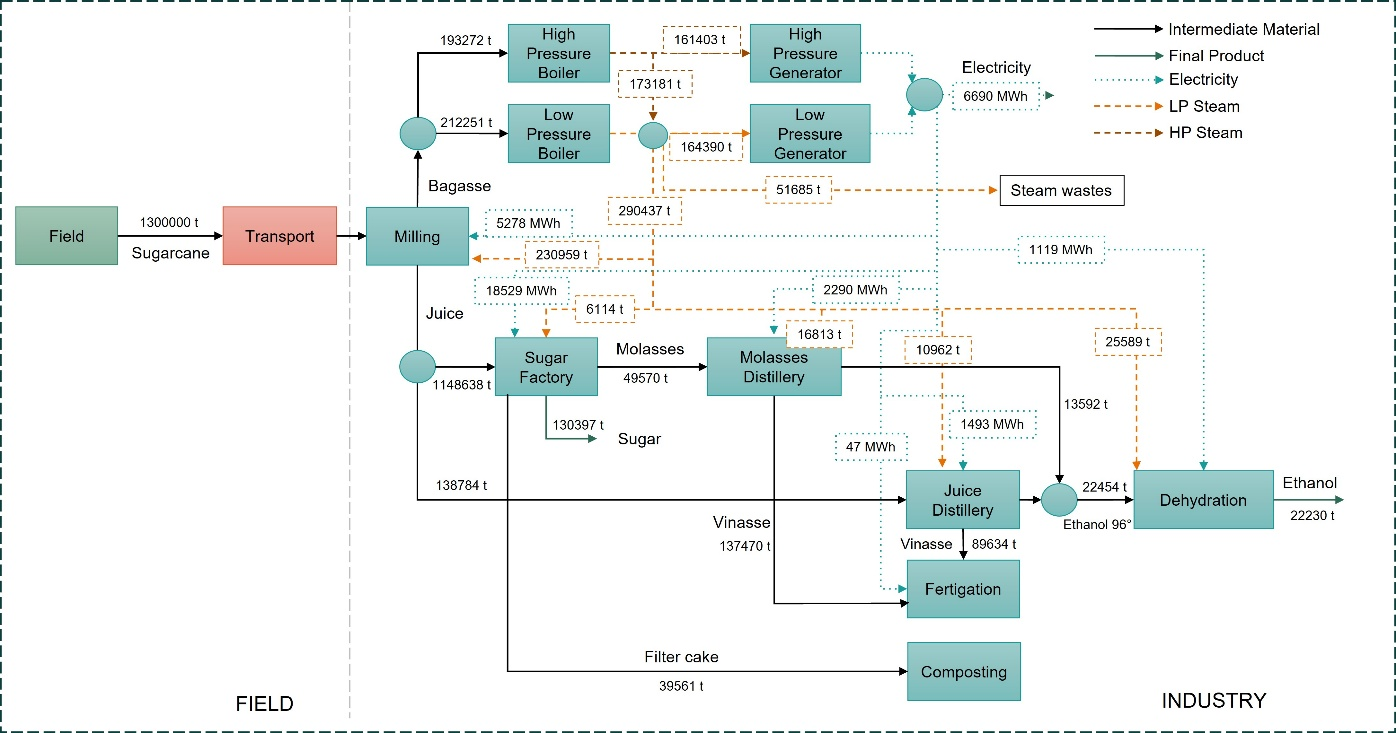 193272 t
High
Pressure
Boiler
161403 t
High
Pressure
Generator
173181 t
Electricity
6690 MWh
Intermediate Material
Final Product
Electricity
LP Steam
HP Steam
212251 t
Low
Pressure
Boiler
164390 t
Low
Pressure
Generator
Bagasse
51685 t
Steam wastes
290437 t
Field
1300000 t
Sugarcane
Transport
Milling
5278 MWh
230959 t
1119 MWh
18529 MWh
2290 MWh
Juice
6114 t
16813 t
10962 t
25589 t
1148638 t
Sugar
Factory
Molasses
49570 t
Molasses
Distillery
13592 t
130397 t
Sugar
47 MWh
1493 MWh
138784 t
Juice
Distillery
22454 t
Ethanol 96°
Dehydration
Ethanol
22230 t
Vinasse
137470 t
Vinasse
89634 t
Fertigation
Filter cake
39561 t
Composting
FIELD
INDUSTRY